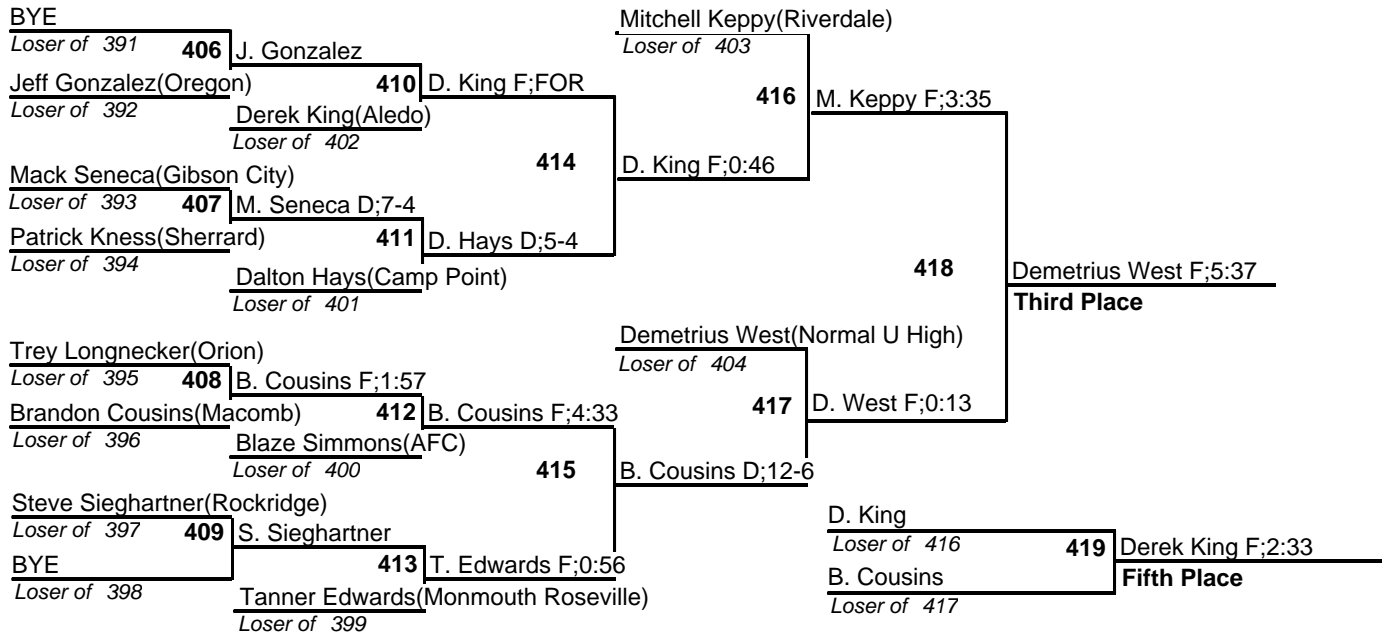 BYE
Loser of 391
406
J. Gonzalez
Jeff Gonzalez(Oregon)
Loser of 392
410
D. King F;FOR
Derek King(Aledo)
Loser of 402
Mack Seneca(Gibson City)
Loser of 393
407
M. Seneca D;7-4
Patrick Kness(Sherrard)
Loser of 394
411
D. Hays D;5-4
Dalton Hays(Camp Point)
Loser of 401
414
D. King F;0:46
Mitchell Keppy(Riverdale)
Loser of 403
416
M. Keppy F;3:35
Trey Longnecker(Orion)
Loser of 395
408
B. Cousins F;1:57
Brandon Cousins(Macomb)
Loser of 396
412
B. Cousins F;4:33
Blaze Simmons(AFC)
Loser of 400
Steve Sieghartner(Rockridge)
Loser of 397
409
S. Sieghartner
BYE
Loser of 398
413
T. Edwards F;0:56
Tanner Edwards(Monmouth Roseville)
Loser of 399
415
B. Cousins D;12-6
Demetrius West(Normal U High)
Loser of 404
417
D. West F;0:13
418
Demetrius West F;5:37
Third Place
D. King
Loser of 416
419
Derek King F;2:33
B. Cousins
Loser of 417
Fifth Place